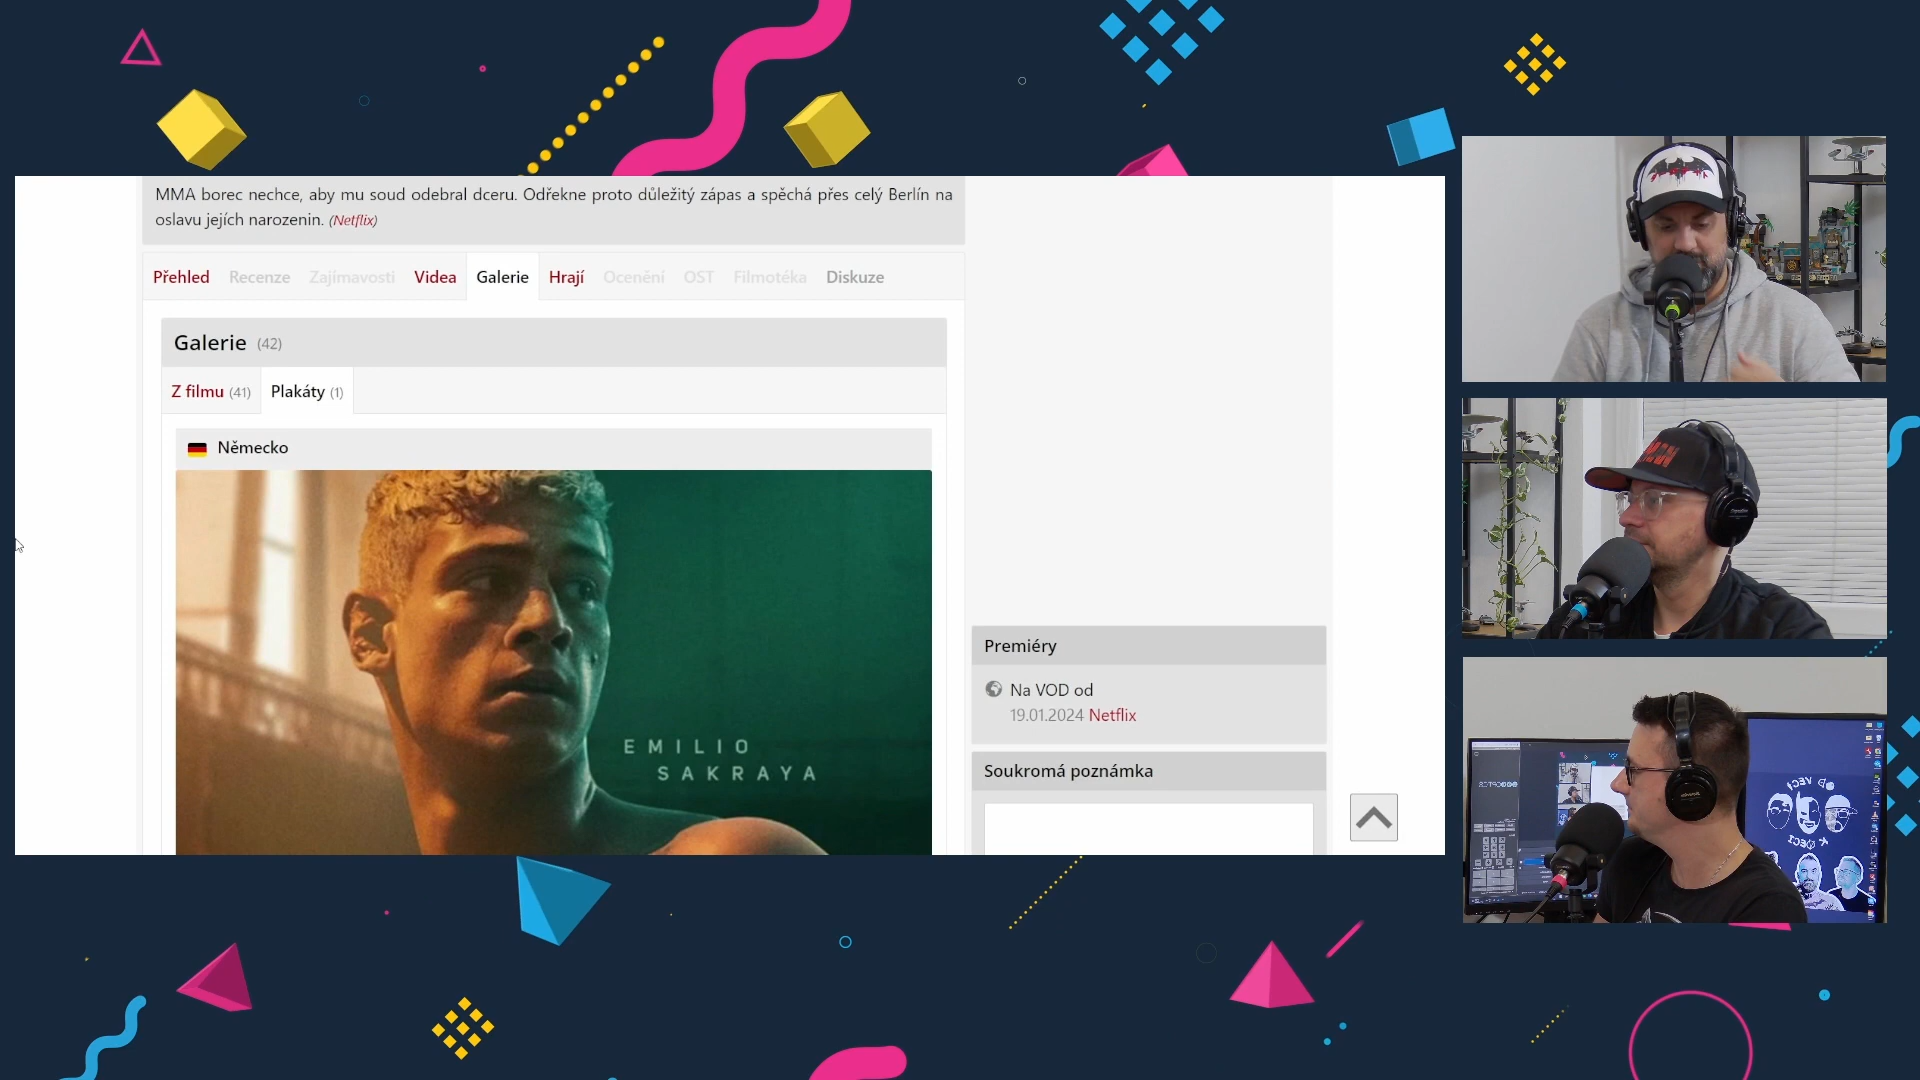 MMA borec nechce, aby mu soud odebral dceru. Odřekne proto důležitý zápas a spěchá přes celý Berlín na
oslavu jejích narozenin. (Netflix)
Přehled Recenze Zajímavosti Videa Galerie Hrají Ocenění OST Filmotéka Diskuze
Galerie (42)
Z filmu (41) Plakáty (1)
Německo
EMILIO
SAKRAYA
Premiéry
Na VOD od
19.01.2024 Netflix
Soukromá poznámka